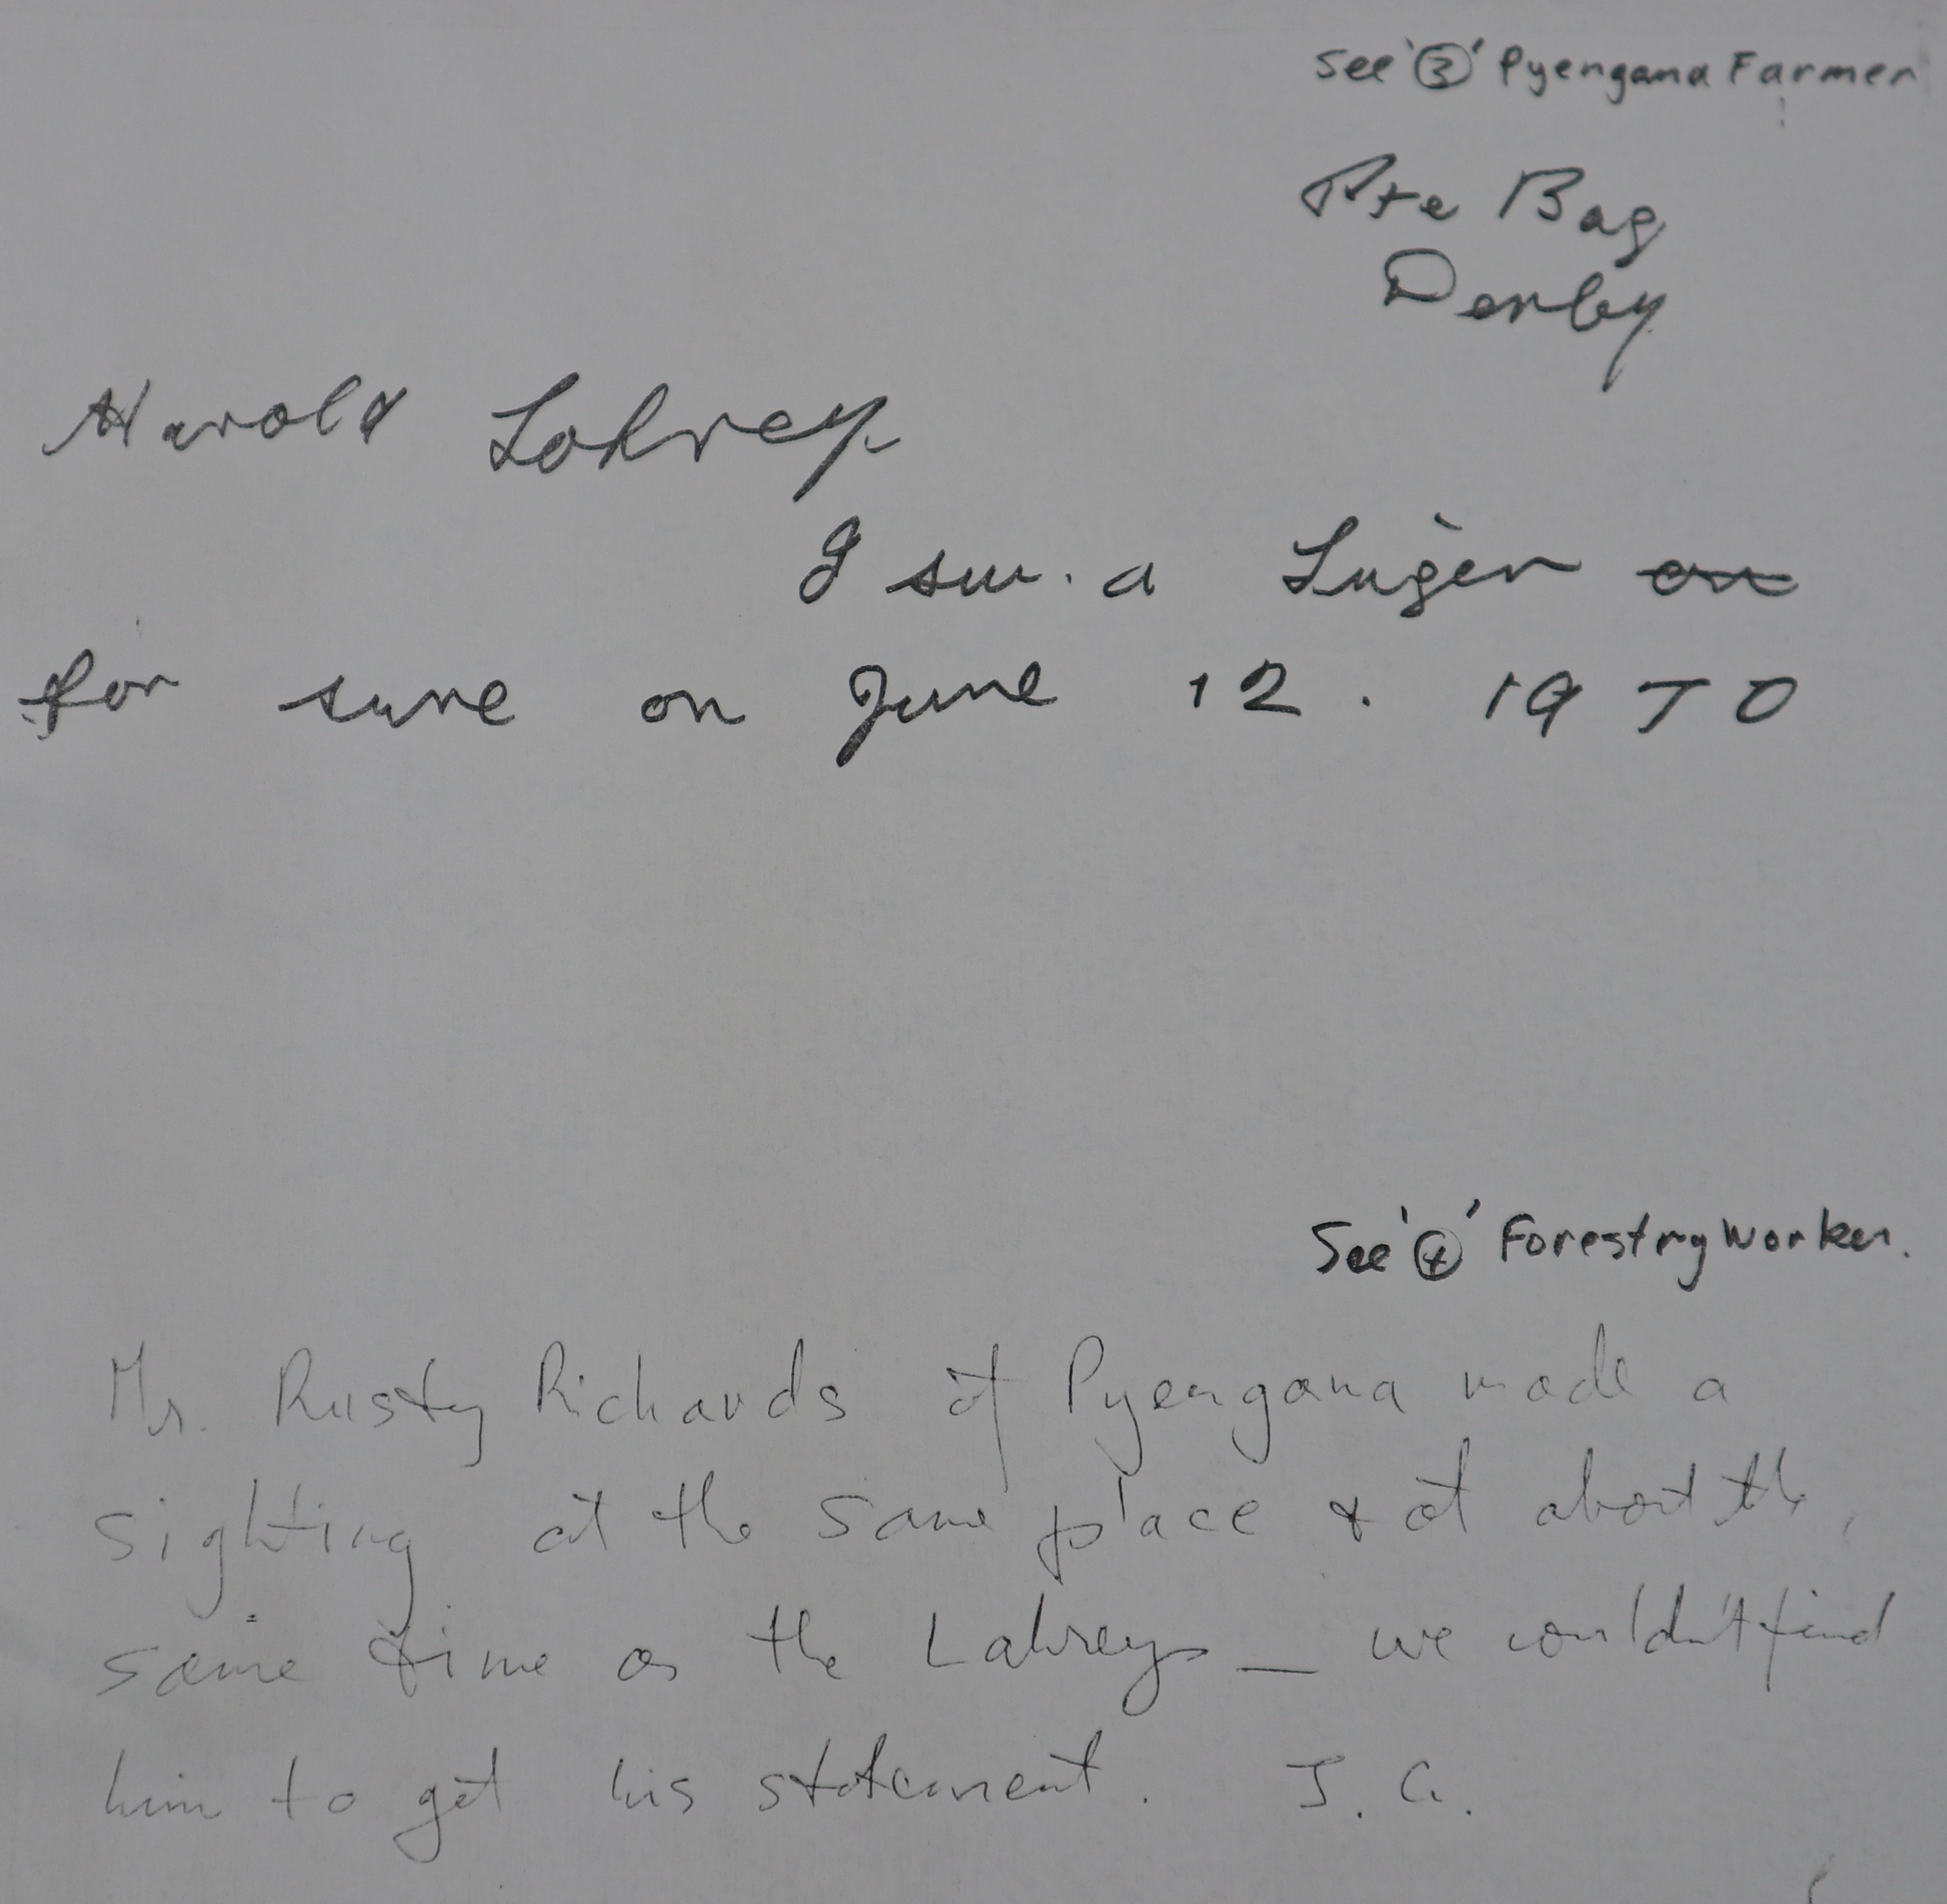 See '③' Pyengana Farmer
Pte Bag
Derby
Harold Lohrey
I sur. a Tiger on
for sure on June 12. 1970
See '④' Forestry Worker.
Mr. Rusty Richards of Pyengana made a
sighting at the same place & at about the
same time as the Lahreys — we couldn't find
him to get his statement. J. G.